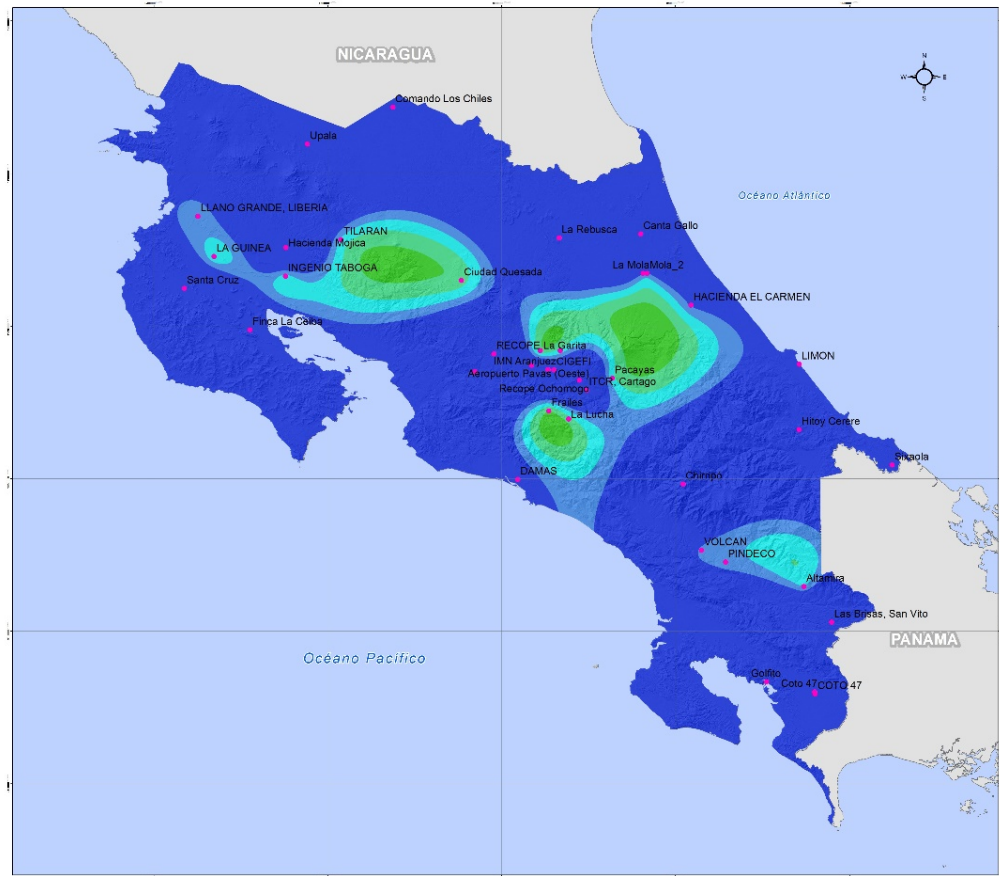 NICARAGUA
N
W
E
S
Comando Los Chiles
Upala
Océano Atlántico
LLANO GRANDE, LIBERIA
TILARAN
La Rebusca
Canta Gallo
LA GUINEA
Hacienda Mojica
INGENIO TABOGA
Ciudad Quesada
La MolaMola_2
Santa Cruz
HACIENDA EL CARMEN
Finca La Ceiba
RECOPE La Garita
LIMON
IMN AranjuezCIGEFI
Aeropuerto Pavas (Oeste)
Pacayas
ITCR, Cartago
Recope Ochomogo
Frailes
La Lucha
Hitoy Cerere
Sixaola
DAMAS
Chirripo
VOLCAN
PINDECO
Altamira
Las Brisas, San Vito
PANAMA
Océano Pacífico
Golfito
Coto 47
COTO 47